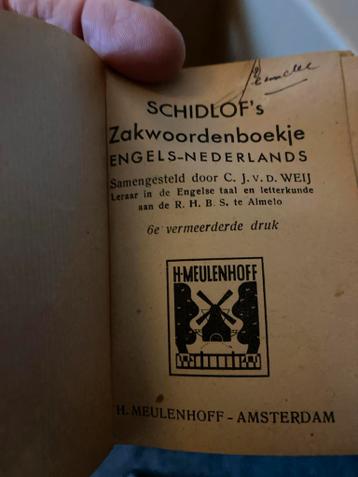 SCHIDLOF's
Zakwoordenboekje
ENGELS-NEDERLANDS
Samengesteld door C. J. v. D. WEIJ
Leraar in de Engelse taal en letterkunde
aan de R. H. B. S. te Almelo
6e vermeerderde druk
H·MEULENHOFF
H. MEULENHOFF - AMSTERDAM